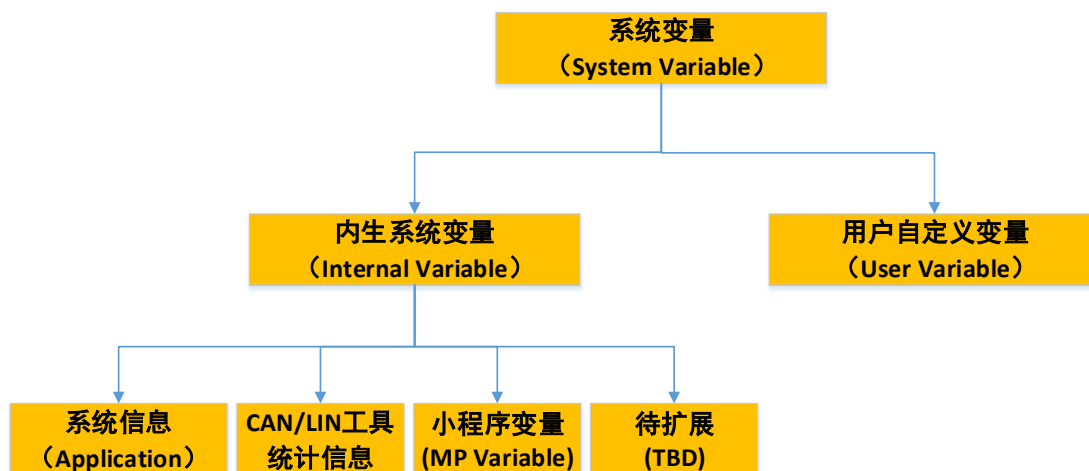 系统变量
（System Variable）
内生系统变量
（Internal Variable）
用户自定义变量
（User Variable）
系统信息
（Application）
CAN/LIN工具
统计信息
小程序变量
(MP Variable)
待扩展
(TBD)